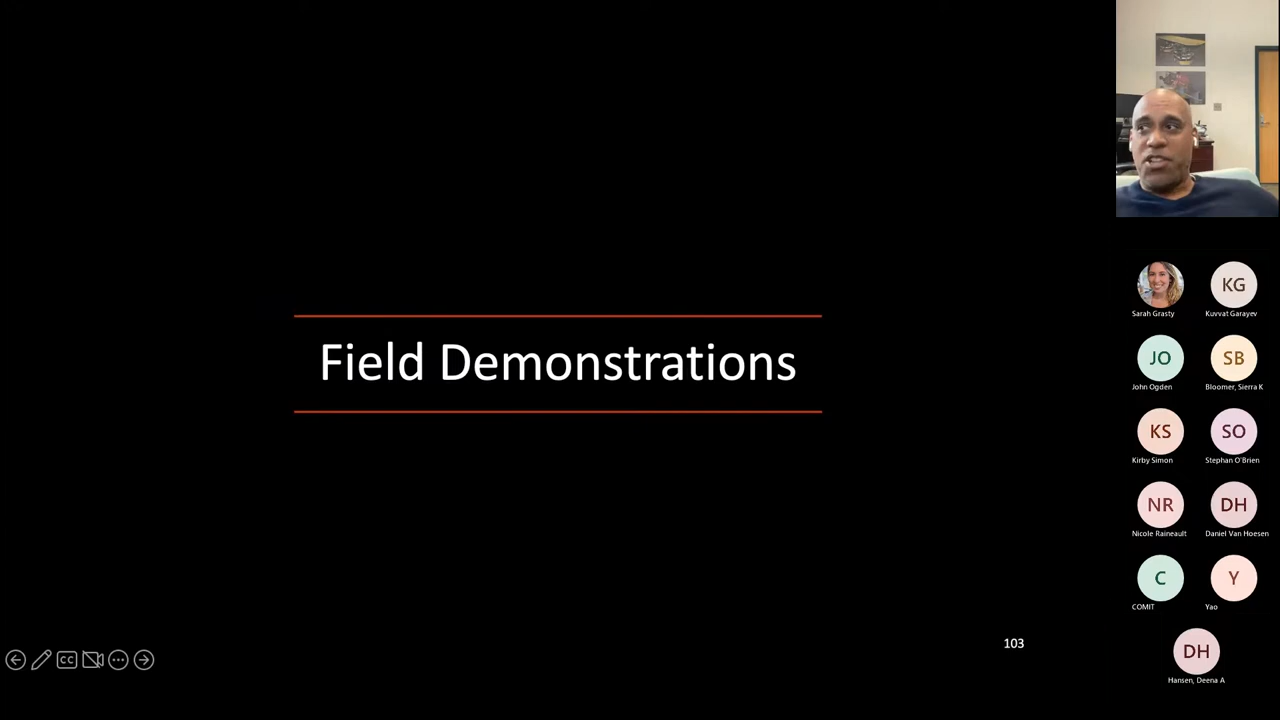 Field Demonstrations
103
CC
KG
Sarah Grasty
Kuvvat Garayev
JO
SB
John Ogden
Bloomer, Sierra K
KS
SO
Kirby Simon
Stephan O'Brien
NR
DH
Nicole Raineault
Daniel Van Hoesen
C
Y
COMIT
Yao
DH
Hansen, Deena A